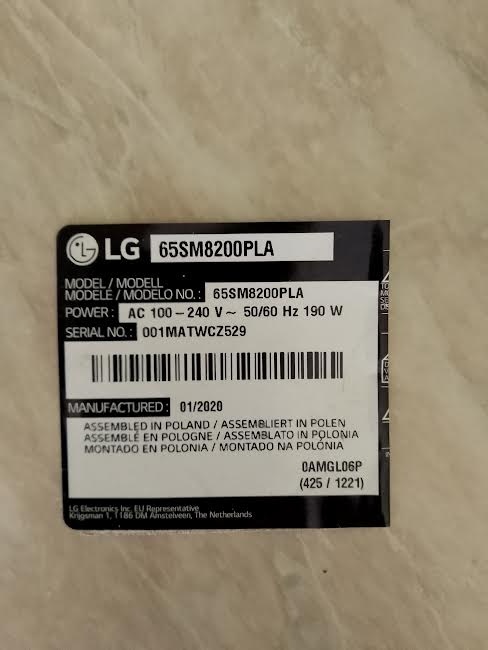 LG 65SM8200PLA
MODEL / MODELL
MODÈLE / MODELO NO.: 65SM8200PLA
POWER : AC 100 – 240 V ~ 50/60 Hz 190 W
SERIAL NO. : 001MATWCZ529
MANUFACTURED : 01/2020
ASSEMBLED IN POLAND / ASSEMBLIERT IN POLEN
ASSEMBLÉ EN POLOGNE / ASSEMBLATO IN POLONIA
MONTADO EN POLONIA / MONTADO NA POLÓNIA
0AMGL06P
(425 / 1221)
LG Electronics Inc. EU Representative
Krijgsman 1, 1186 DM Amstelveen, The Netherlands